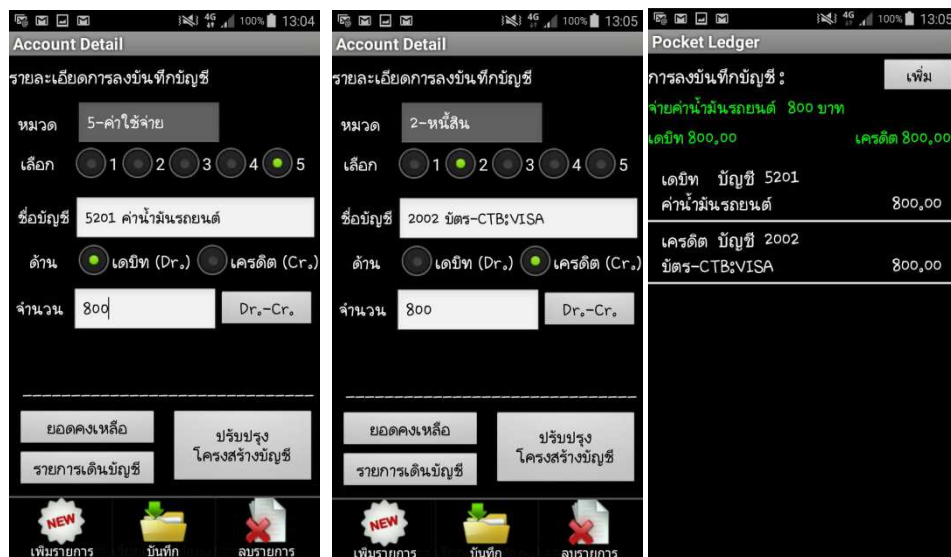 4G 100% 13:04
Account Detail
รายละเอียดการลงบันทึกบัญชี
หมวด 5-ค่าใช้จ่าย
เลือก 1 2 3 4 5
ชื่อบัญชี 5201 ค่าน้ำมันรถยนต์
ด้าน เดบิท (Dr.) เครดิต (Cr.)
จำนวน 800 Dr.-Cr.
ยอดคงเหลือ
ปรับปรุง
โครงสร้างบัญชี
รายการเดินบัญชี
NEW
เพิ่มรายการ บันทึก ลบรายการ
4G 100% 13:05
Account Detail
รายละเอียดการลงบันทึกบัญชี
หมวด 2-หนี้สิน
เลือก 1 2 3 4 5
ชื่อบัญชี 2002 บัตร-CTB:VISA
ด้าน เดบิท (Dr.) เครดิต (Cr.)
จำนวน 800 Dr.-Cr.
ยอดคงเหลือ
ปรับปรุง
โครงสร้างบัญชี
รายการเดินบัญชี
NEW
เพิ่มรายการ บันทึก ลบรายการ
4G 100% 13:05
Pocket Ledger
การลงบันทึกบัญชี : เพิ่ม
จ่ายค่าน้ำมันรถยนต์ 800 บาท
เดบิท 800.00 เครดิต 800.00
เดบิท บัญชี 5201
ค่าน้ำมันรถยนต์ 800.00
เครดิต บัญชี 2002
บัตร-CTB:VISA 800.00